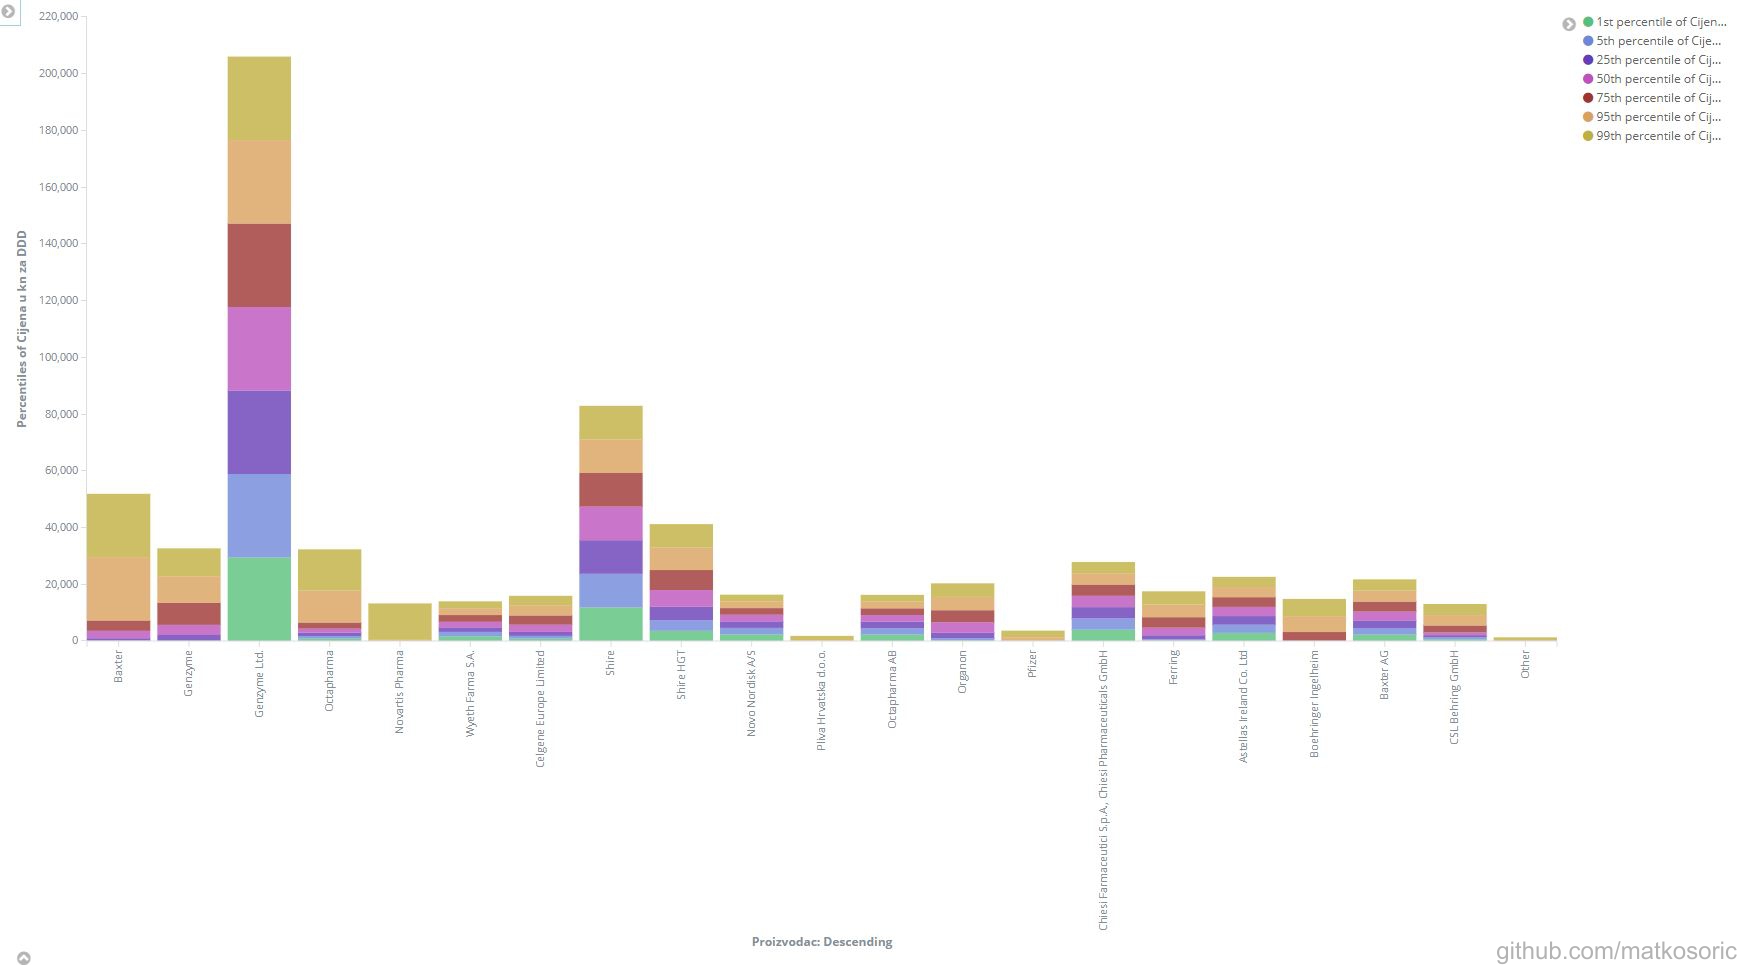 220,000
200,000
180,000
160,000
140,000
120,000
100,000
80,000
60,000
40,000
20,000
0
Percentiles of Cijena u kn za DDD
Baxter
Genzyme
Genzyme Ltd.
Octapharma
Novartis Pharma
Wyeth Farma S.A.
Celgene Europe Limited
Shire
Shire HGT
Novo Nordisk A/S
Pliva Hrvatska d.o.o.
Octapharma AB
Organon
Pfizer
Chiesi Farmaceutici S.p.A., Chiesi Pharmaceuticals GmbH
Ferring
Astellas Ireland Co. Ltd
Boehringer Ingelheim
Baxter AG
CSL Behring GmbH
Other
Proizvodac: Descending
1st percentile of Cijen...
5th percentile of Cije...
25th percentile of Cij...
50th percentile of Cij...
75th percentile of Cij...
95th percentile of Cij...
99th percentile of Cij...
github.com/matkosoric